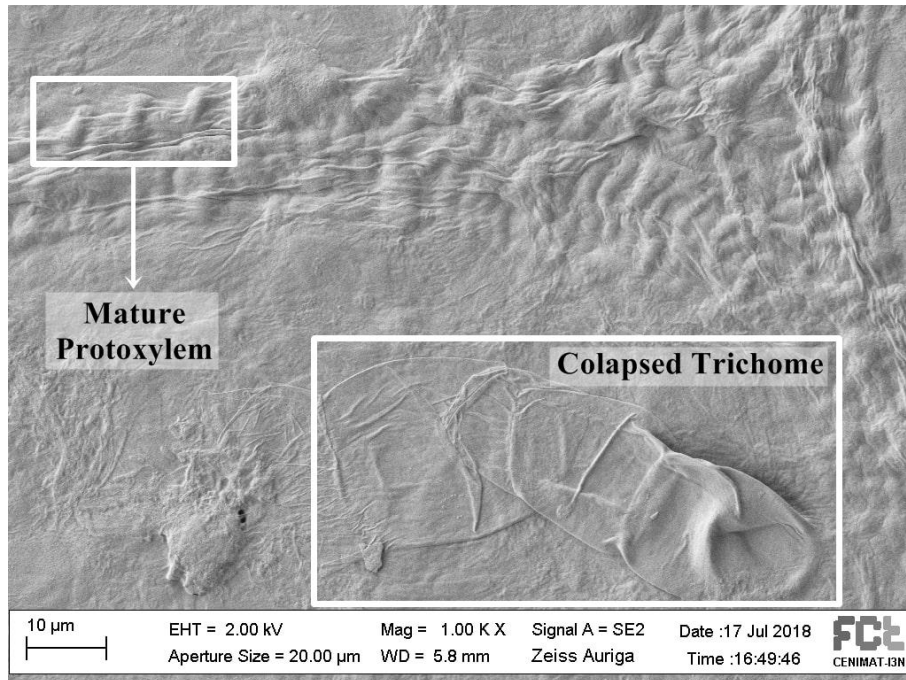 Mature
Protoxylem
Colapsed Trichome
10 µm
EHT = 2.00 kV
Mag = 1.00 K X
Signal A = SE2
Date :17 Jul 2018
Aperture Size = 20.00 µm
WD = 5.8 mm
Zeiss Auriga
Time :16:49:46
FCt
CENIMAT-I3N